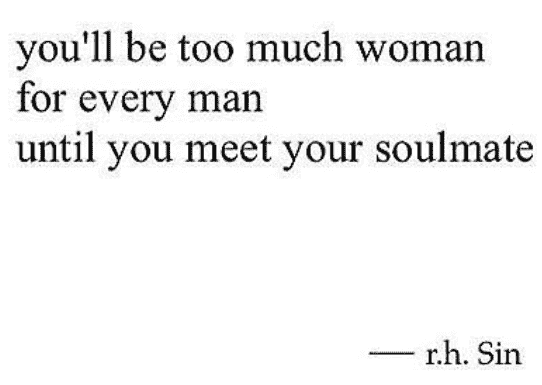 you'll be too much woman
for every man
until you meet your soulmate
— r.h. Sin